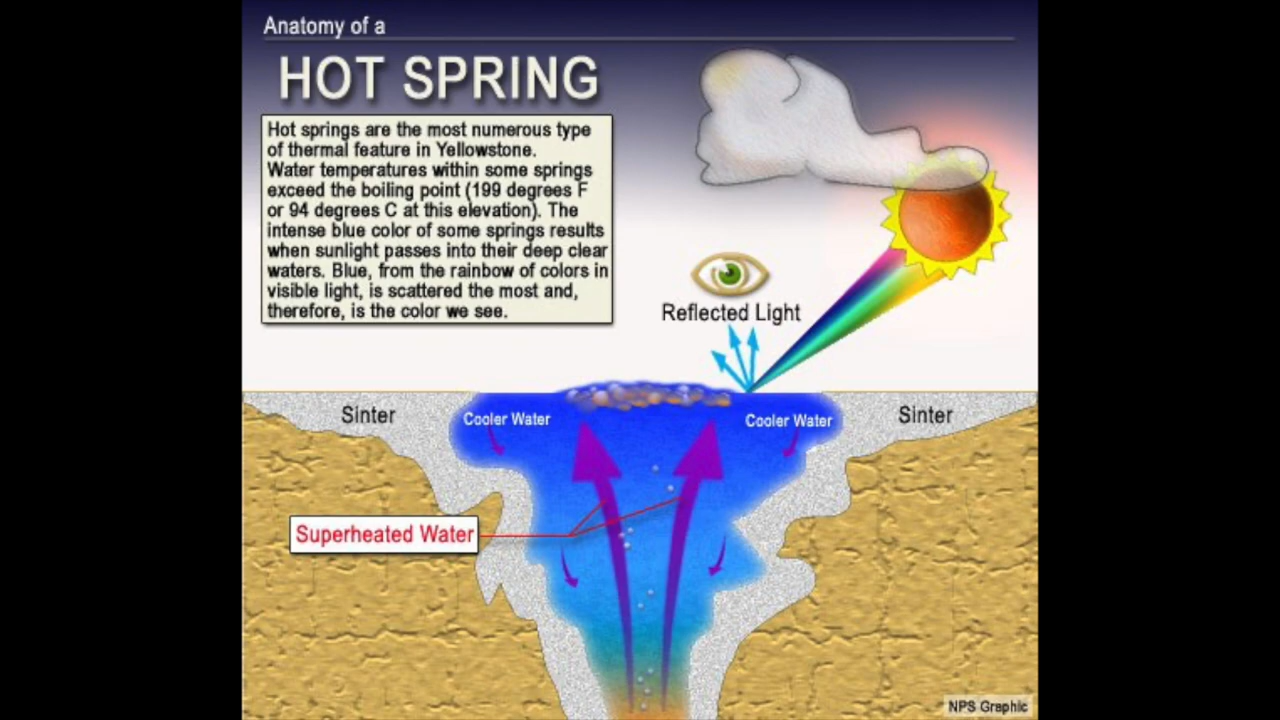 Anatomy of a
HOT SPRING
Hot springs are the most numerous type
of thermal feature in Yellowstone.
Water temperatures within some springs
exceed the boiling point (199 degrees F
or 94 degrees C at this elevation). The
intense blue color of some springs results
when sunlight passes into their deep clear
waters. Blue, from the rainbow of colors in
visible light, is scattered the most and,
therefore, is the color we see.
Reflected Light
Sinter
Cooler Water
Cooler Water
Sinter
Superheated Water
NPS Graphic